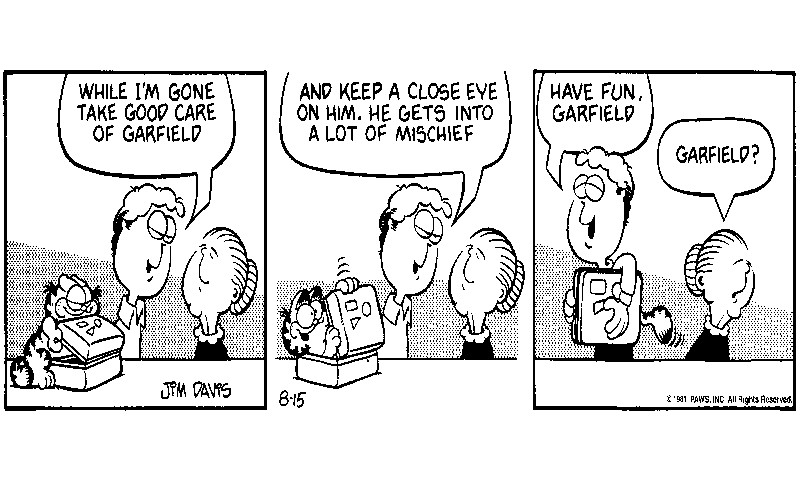 WHILE I'M GONE
TAKE GOOD CARE
OF GARFIELD
JIM DAVIS
AND KEEP A CLOSE EYE
ON HIM. HE GETS INTO
A LOT OF MISCHIEF
8-15
HAVE FUN,
GARFIELD
GARFIELD?
© 1981 PAWS, INC. All Rights Reserved.